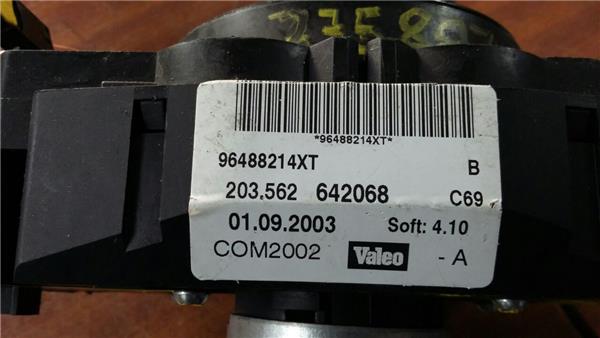 *96488214XT*
96488214XT B
203.562 642068 C69
01.09.2003 Soft: 4.10
COM2002 Valeo - A